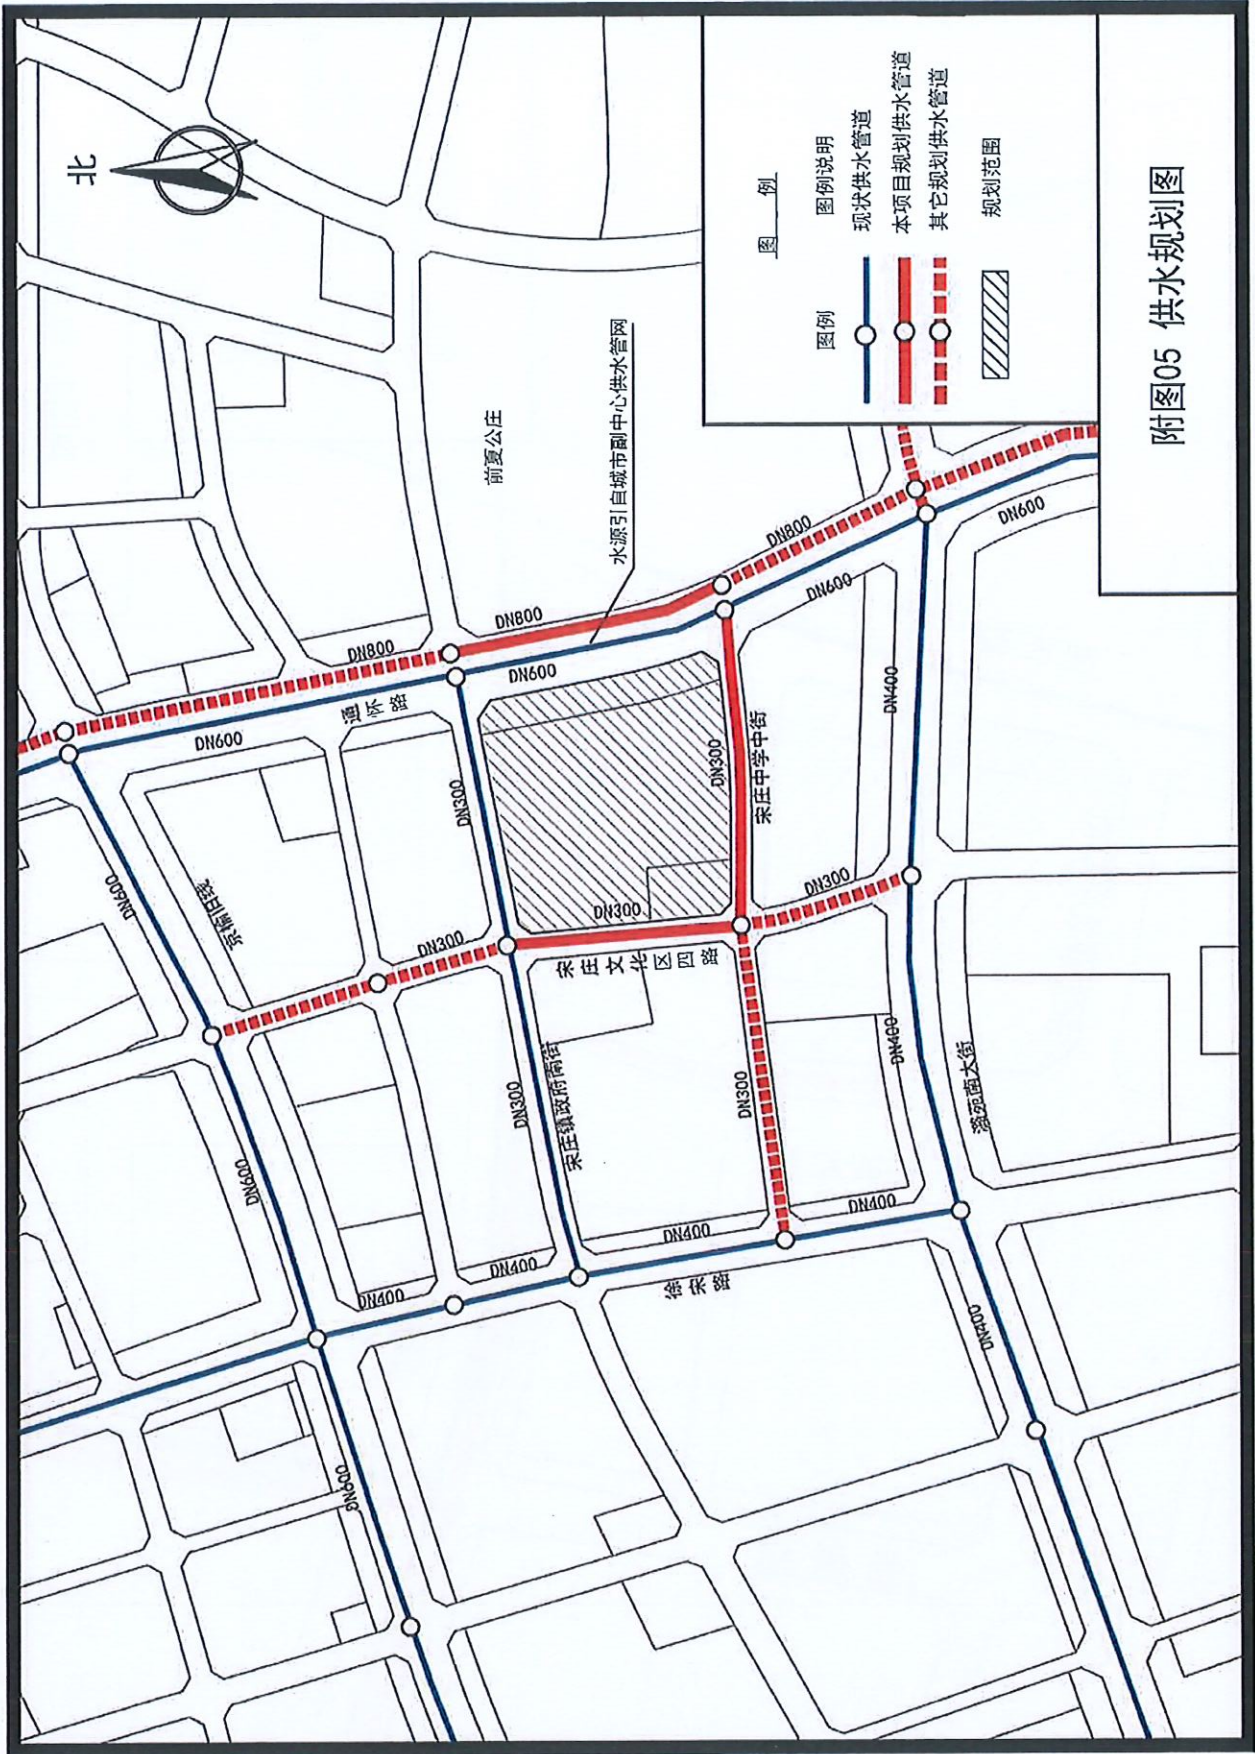 北
DN600
DN600
DN600
京榆旧线
DN600
通怀路
DN800
DN400
DN300
DN300
DN400
DN300
宋庄镇政府南街
前夏公庄
DN800
DN600
水源引自城市副中心供水管网
宋庄文化区四路
DN300
DN400
徐宋路
DN300
DN300
宋庄中学中街
DN800
DN600
DN300
DN400
DN400
DN400
DN400
潞苑南大街
DN600
图 例
图例
图例说明
现状供水管道
本项目规划供水管道
其它规划供水管道
规划范围
附图05 供水规划图